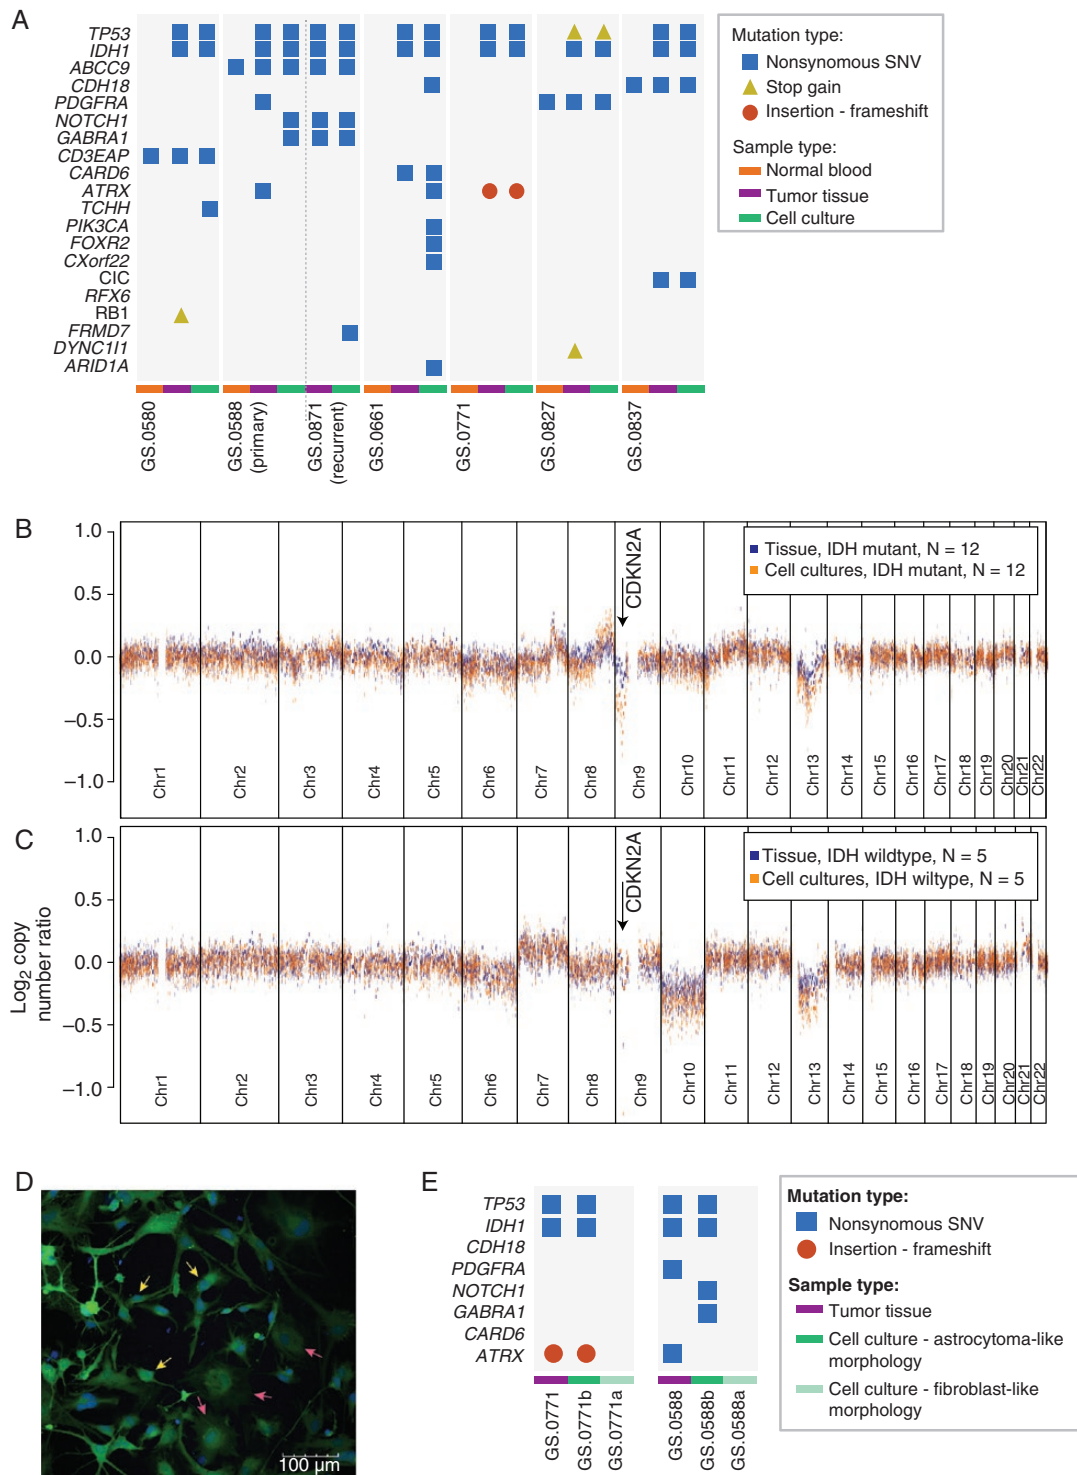 A
TP53
IDH1
ABCC9
CDH18
PDGFRA
NOTCH1
GABRA1
CD3EAP
CARD6
ATRX
TCHH
PIK3CA
FOXR2
CXorf22
CIC
RFX6
RB1
FRMD7
DYNC1I1
ARID1A
GS.0580
GS.0588
(primary)
GS.0871
(recurrent)
GS.0661
GS.0771
GS.0827
GS.0837
Mutation type:
Nonsynomous SNV
Stop gain
Insertion - frameshift
Sample type:
Normal blood
Tumor tissue
Cell culture
B
1.0
0.5
0.0
−0.5
−1.0
CDKN2A
Tissue, IDH mutant, N = 12
Cell cultures, IDH mutant, N = 12
Chr1
Chr2
Chr3
Chr4
Chr5
Chr6
Chr7
Chr8
Chr9
Chr10
Chr11
Chr12
Chr13
Chr14
Chr15
Chr16
Chr17
Chr18
Chr19
Chr20
Chr21
Chr22
C
Log2 copy
number ratio
1.0
0.5
0.0
−0.5
−1.0
CDKN2A
Tissue, IDH wildtype, N = 5
Cell cultures, IDH wiltype, N = 5
Chr1
Chr2
Chr3
Chr4
Chr5
Chr6
Chr7
Chr8
Chr9
Chr10
Chr11
Chr12
Chr13
Chr14
Chr15
Chr16
Chr17
Chr18
Chr19
Chr20
Chr21
Chr22
D
100 µm
E
TP53
IDH1
CDH18
PDGFRA
NOTCH1
GABRA1
CARD6
ATRX
GS.0771
GS.0771b
GS.0771a
GS.0588
GS.0588b
GS.0588a
Mutation type:
Nonsynomous SNV
Insertion - frameshift
Sample type:
Tumor tissue
Cell culture - astrocytoma-like
morphology
Cell culture - fibroblast-like
morphology